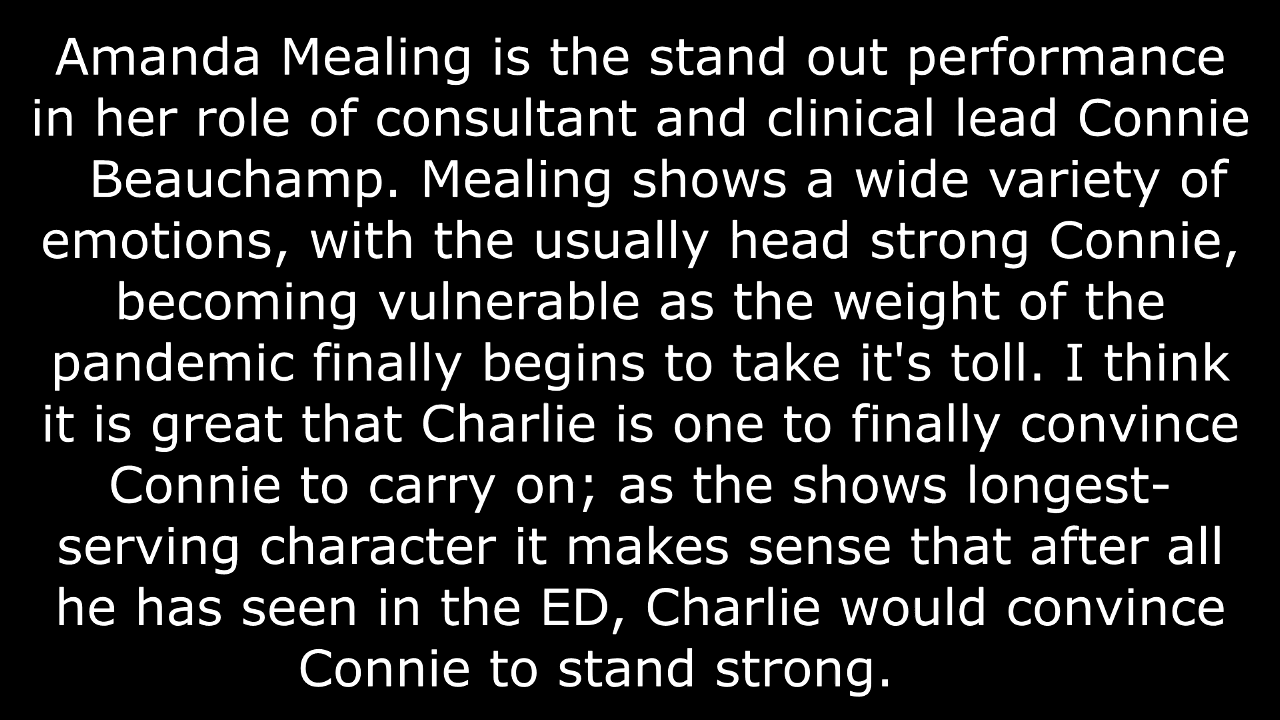 Amanda Mealing is the stand out performance
in her role of consultant and clinical lead Connie
Beauchamp. Mealing shows a wide variety of
emotions, with the usually head strong Connie,
becoming vulnerable as the weight of the
pandemic finally begins to take it's toll. I think
it is great that Charlie is one to finally convince
Connie to carry on; as the shows longest-
serving character it makes sense that after all
he has seen in the ED, Charlie would convince
Connie to stand strong.